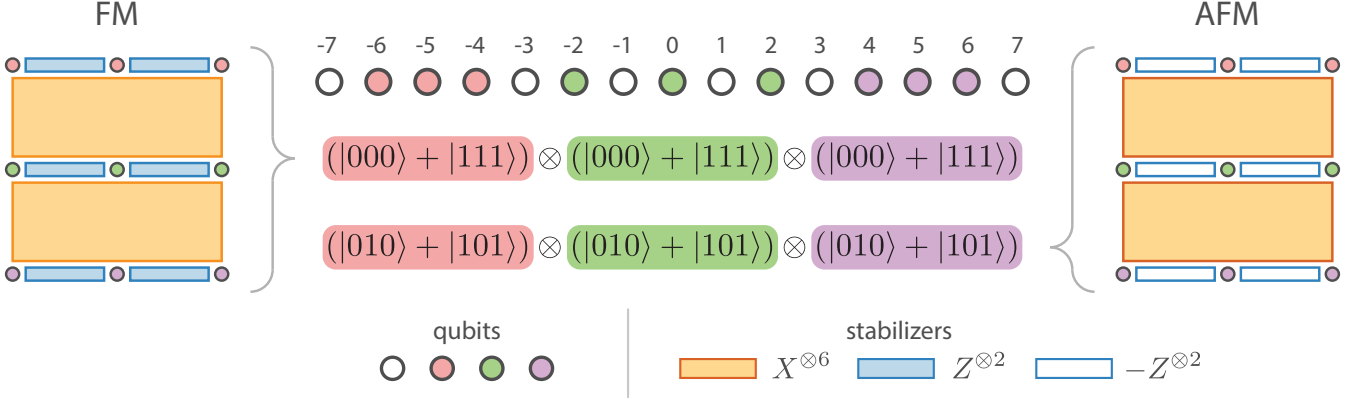 FM
AFM
-7 -6 -5 -4 -3 -2 -1 0 1 2 3 4 5 6 7
(|000⟩ + |111⟩) ⊗ (|000⟩ + |111⟩) ⊗ (|000⟩ + |111⟩)
(|010⟩ + |101⟩) ⊗ (|010⟩ + |101⟩) ⊗ (|010⟩ + |101⟩)
qubits
stabilizers
X⊗6
Z⊗2
−Z⊗2